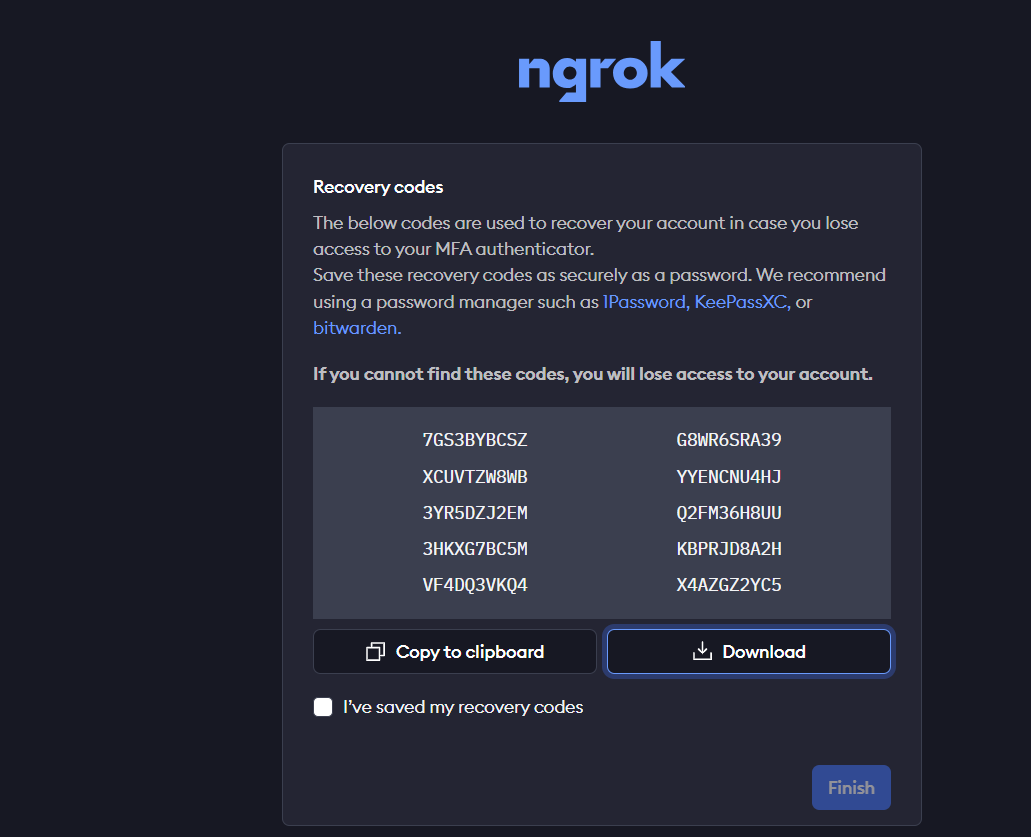 ngrok
Recovery codes
The below codes are used to recover your account in case you lose
access to your MFA authenticator.
Save these recovery codes as securely as a password. We recommend
using a password manager such as 1Password, KeePassXC, or
bitwarden.
If you cannot find these codes, you will lose access to your account.
7GS3BYBCSZ G8WR6SRA39
XCUVTZW8WB YYENCNU4HJ
3YR5DZJ2EM Q2FM36H8UU
3HKXG7BC5M KBPRJD8A2H
VF4DQ3VKQ4 X4AZGZ2YC5
Copy to clipboard Download
I've saved my recovery codes
Finish